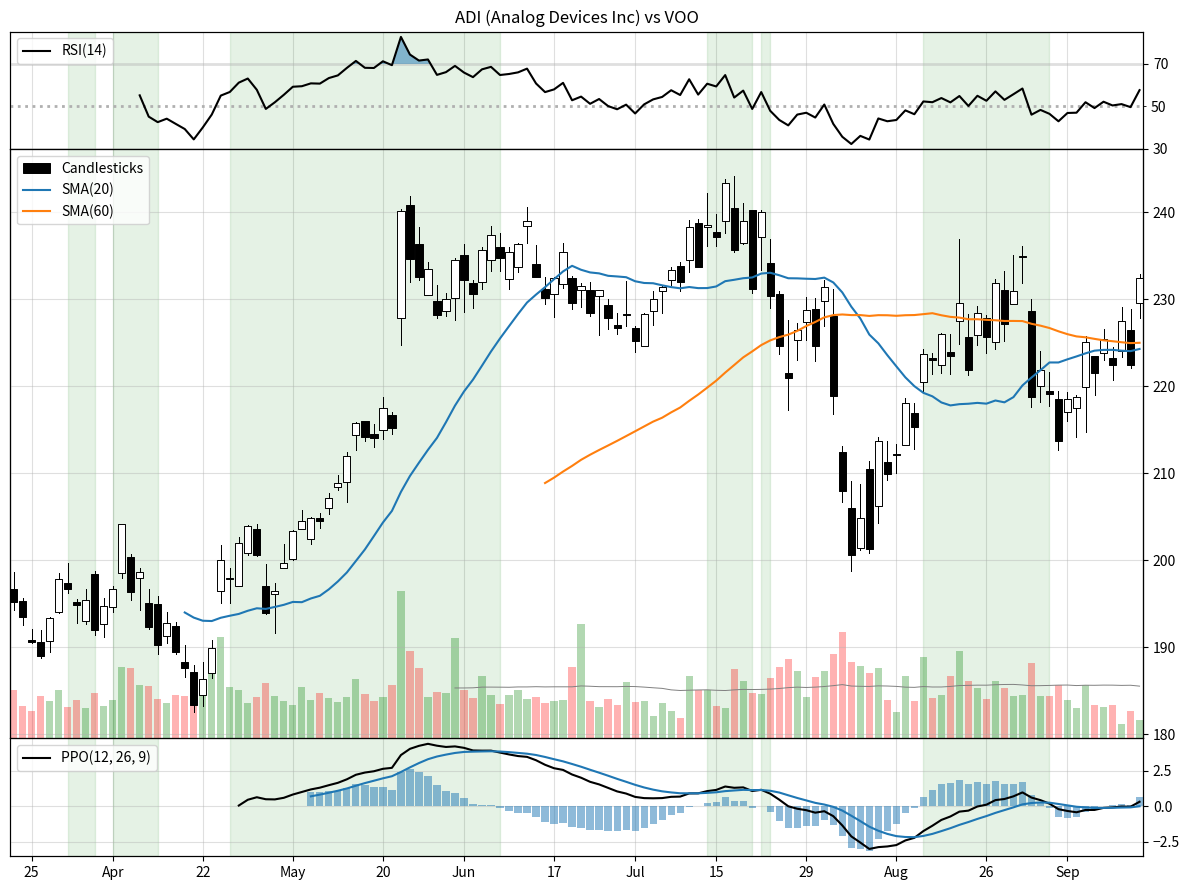 ADI (Analog Devices Inc) vs VOO
RSI(14)
70
50
30
Candlesticks
SMA(20)
SMA(60)
240
230
220
210
200
190
180
PPO(12, 26, 9)
2.5
0.0
−2.5
25 Apr 22 May 20 Jun 17 Jul 15 29 Aug 26 Sep